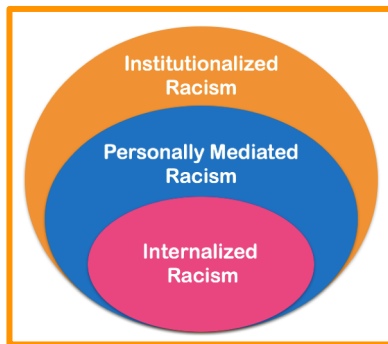 Institutionalized
Racism
Personally Mediated
Racism
Internalized
Racism